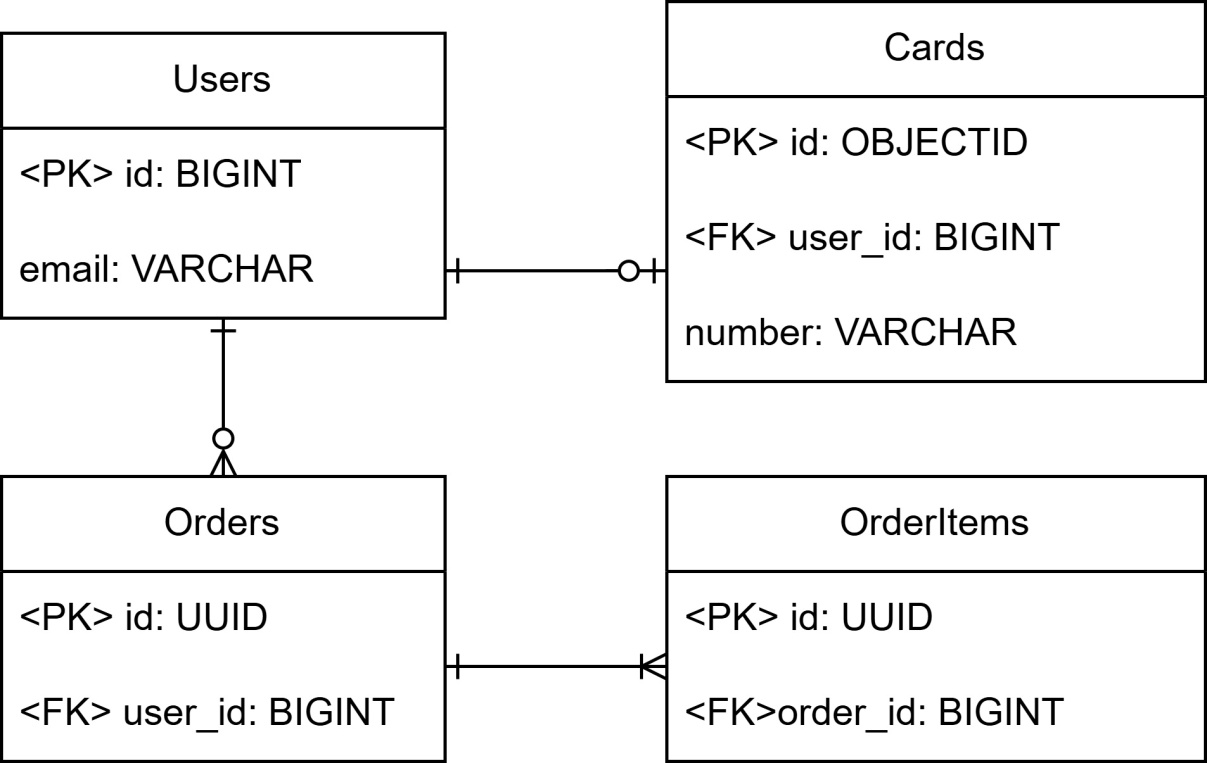 Users
<PK> id: BIGINT
email: VARCHAR
Cards
<PK> id: OBJECTID
<FK> user_id: BIGINT
number: VARCHAR
Orders
<PK> id: UUID
<FK> user_id: BIGINT
OrderItems
<PK> id: UUID
<FK>order_id: BIGINT